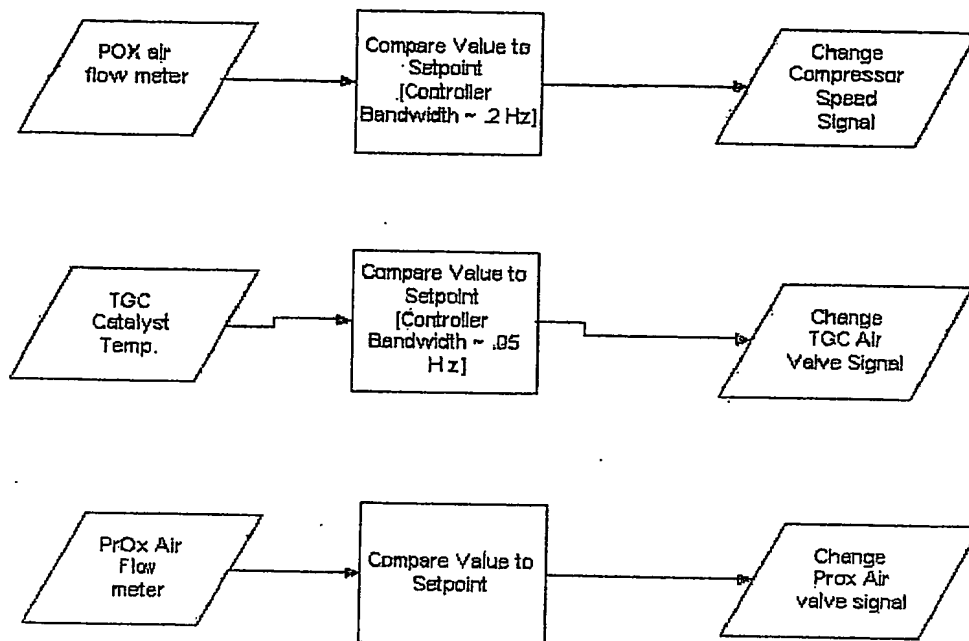 POX air
flow meter
Compare Value to
Setpoint
[Controller
Bandwidth ~ .2 Hz]
Change
Compressor
Speed
Signal
TGC
Catalyst
Temp.
Compare Value to
Setpoint
[Controller
Bandwidth ~ .05
Hz]
Change
TGC Air
Valve Signal
PrOx Air
Flow
meter
Compare Value to
Setpoint
Change
Prox Air
valve signal